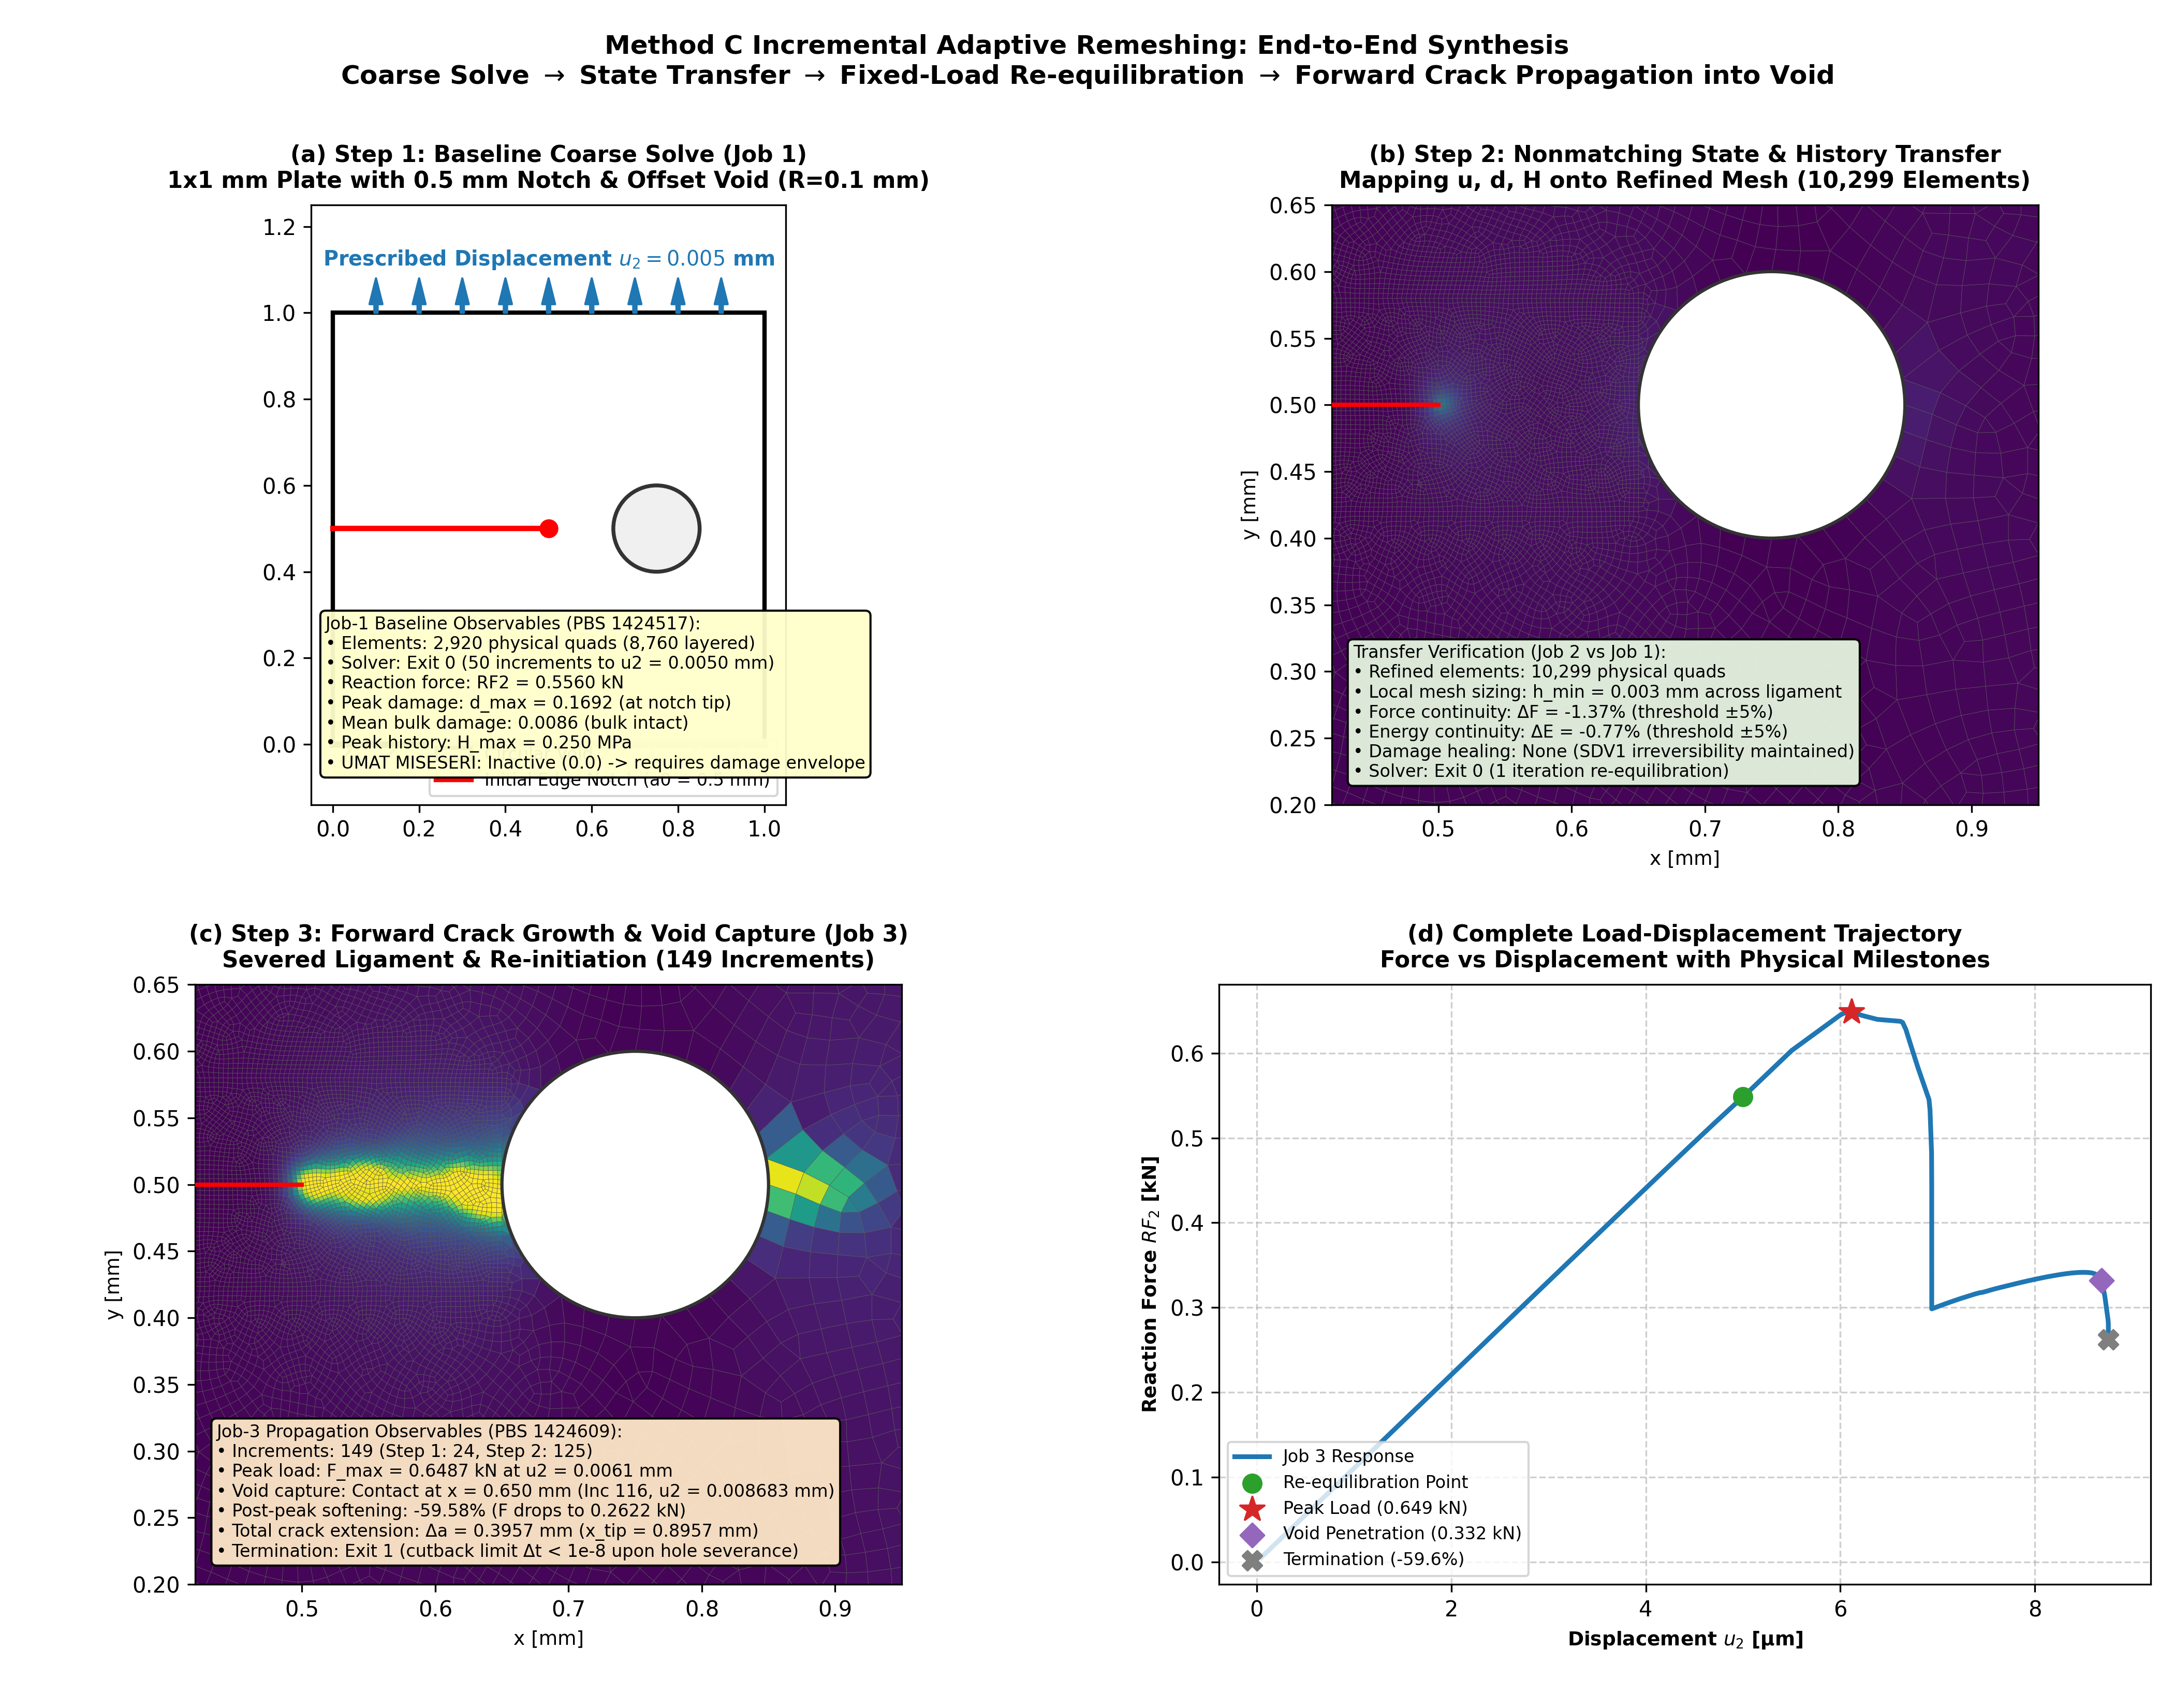 Method C Incremental Adaptive Remeshing: End-to-End Synthesis
Coarse Solve → State Transfer → Fixed-Load Re-equilibration → Forward Crack Propagation into Void
(a) Step 1: Baseline Coarse Solve (Job 1)
1x1 mm Plate with 0.5 mm Notch & Offset Void (R=0.1 mm)
1.2
Prescribed Displacement u₂ = 0.005 mm
1.0
0.8
0.6
0.4
0.2
0.0
Job-1 Baseline Observables (PBS 1424517):
• Elements: 2,920 physical quads (8,760 layered)
• Solver: Exit 0 (50 increments to u2 = 0.0050 mm)
• Reaction force: RF2 = 0.5560 kN
• Peak damage: d_max = 0.1692 (at notch tip)
• Mean bulk damage: 0.0086 (bulk intact)
• Peak history: H_max = 0.250 MPa
• UMAT MISESERI: Inactive (0.0) -> requires damage envelope
Initial Edge Notch (a0 = 0.5 mm)
0.0 0.2 0.4 0.6 0.8 1.0
(b) Step 2: Nonmatching State & History Transfer
Mapping u, d, H onto Refined Mesh (10,299 Elements)
0.65
0.60
0.55
0.50
0.45
0.40
0.35
0.30
0.25
0.20
y [mm]
Transfer Verification (Job 2 vs Job 1):
• Refined elements: 10,299 physical quads
• Local mesh sizing: h_min = 0.003 mm across ligament
• Force continuity: ΔF = -1.37% (threshold ±5%)
• Energy continuity: ΔE = -0.77% (threshold ±5%)
• Damage healing: None (SDV1 irreversibility maintained)
• Solver: Exit 0 (1 iteration re-equilibration)
0.5 0.6 0.7 0.8 0.9
x [mm]
(c) Step 3: Forward Crack Growth & Void Capture (Job 3)
Severed Ligament & Re-initiation (149 Increments)
0.65
0.60
0.55
0.50
0.45
0.40
0.35
0.30
0.25
0.20
y [mm]
Job-3 Propagation Observables (PBS 1424609):
• Increments: 149 (Step 1: 24, Step 2: 125)
• Peak load: F_max = 0.6487 kN at u2 = 0.0061 mm
• Void capture: Contact at x = 0.650 mm (Inc 116, u2 = 0.008683 mm)
• Post-peak softening: -59.58% (F drops to 0.2622 kN)
• Total crack extension: Δa = 0.3957 mm (x_tip = 0.8957 mm)
• Termination: Exit 1 (cutback limit Δt < 1e-8 upon hole severance)
0.5 0.6 0.7 0.8 0.9
x [mm]
(d) Complete Load-Displacement Trajectory
Force vs Displacement with Physical Milestones
0.6
0.5
0.4
0.3
0.2
0.1
0.0
Reaction Force RF₂ [kN]
Job 3 Response
Re-equilibration Point
Peak Load (0.649 kN)
Void Penetration (0.332 kN)
Termination (-59.6%)
0 2 4 6 8
Displacement u₂ [μm]